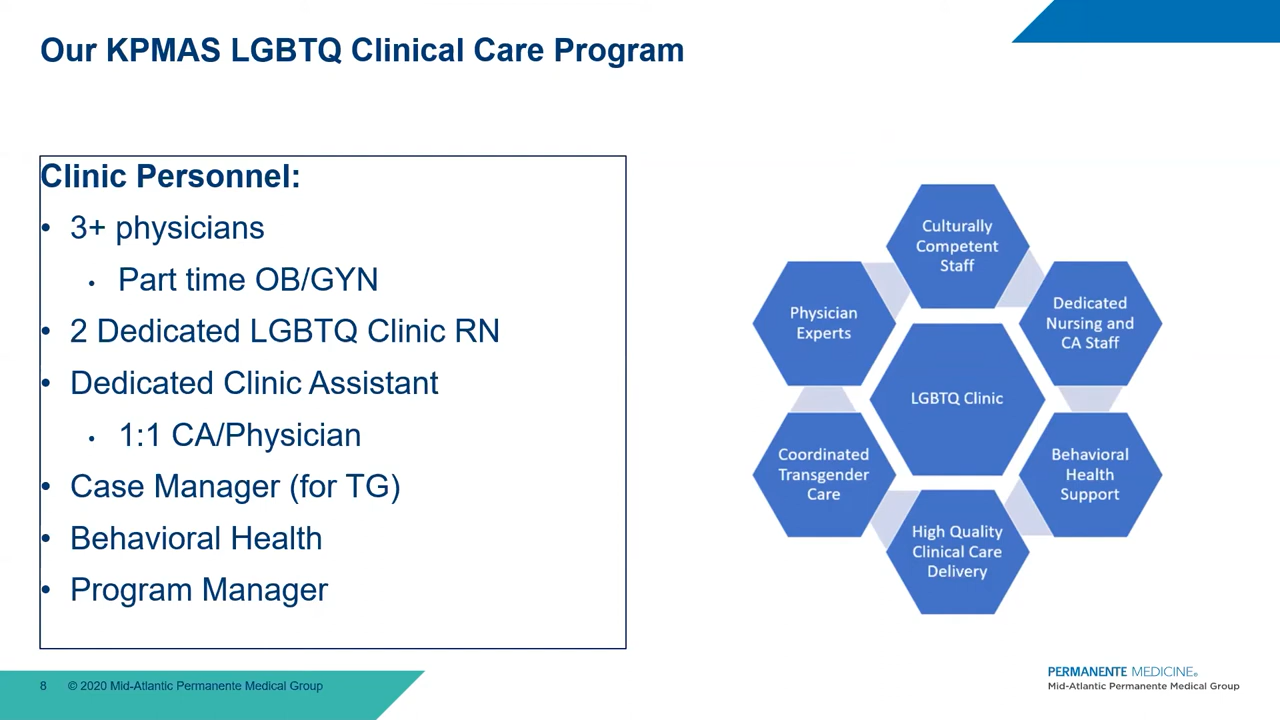 Our KPMAS LGBTQ Clinical Care Program
Clinic Personnel:
• 3+ physicians
• Part time OB/GYN
• 2 Dedicated LGBTQ Clinic RN
• Dedicated Clinic Assistant
• 1:1 CA/Physician
• Case Manager (for TG)
• Behavioral Health
• Program Manager
Culturally
Competent
Staff
Dedicated
Nursing and
CA Staff
Behavioral
Health
Support
High Quality
Clinical Care
Delivery
Coordinated
Transgender
Care
Physician
Experts
LGBTQ Clinic
8 © 2020 Mid-Atlantic Permanente Medical Group
PERMANENTE MEDICINE®
Mid-Atlantic Permanente Medical Group